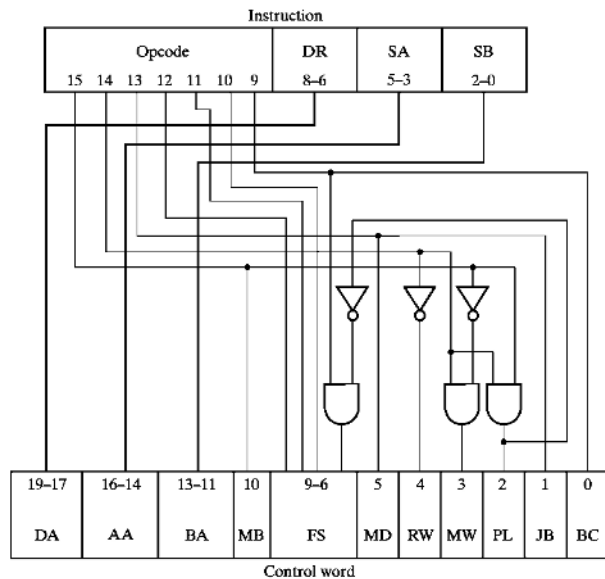 Instruction
Opcode DR SA SB
15 14 13 12 11 10 9 8–6 5–3 2–0
19–17 16–14 13–11 10 9–6 5 4 3 2 1 0
DA AA BA MB FS MD RW MW PL JB BC
Control word